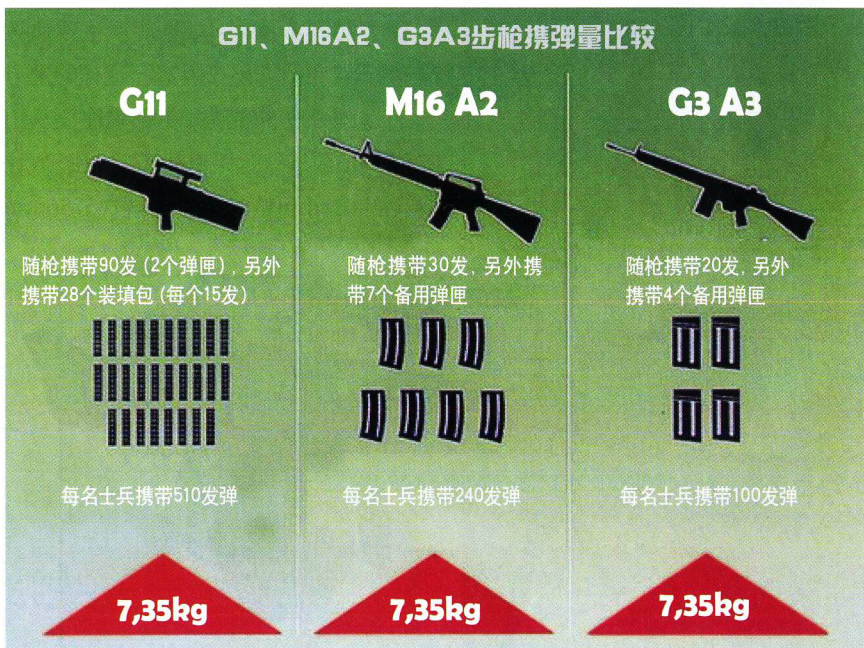 G11、M16A2、G3A3步枪携弹量比较
G11
随枪携带90发(2个弹匣),另外
携带28个装填包(每个15发)
每名士兵携带510发弹
7,35kg
M16 A2
随枪携带30发,另外携
带7个备用弹匣
每名士兵携带240发弹
7,35kg
G3 A3
随枪携带20发,另外
携带4个备用弹匣
每名士兵携带100发弹
7,35kg